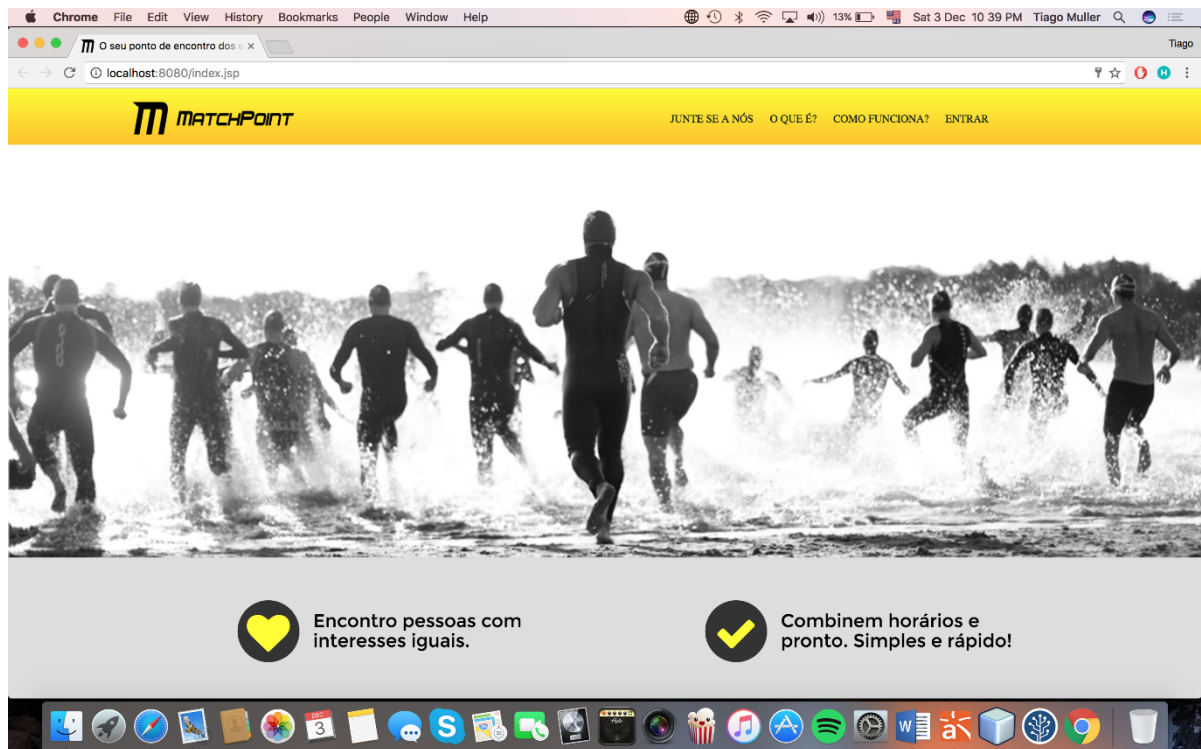 Chrome File Edit View History Bookmarks People Window Help 13% Sat 3 Dec 10 39 PM Tiago Muller
O seu ponto de encontro dos
Tiago
localhost:8080/index.jsp
MATCHPOINT
JUNTE SE A NÓS O QUE É? COMO FUNCIONA? ENTRAR
Encontro pessoas com
interesses iguais.
Combinem horários e
pronto. Simples e rápido!
DEC
3